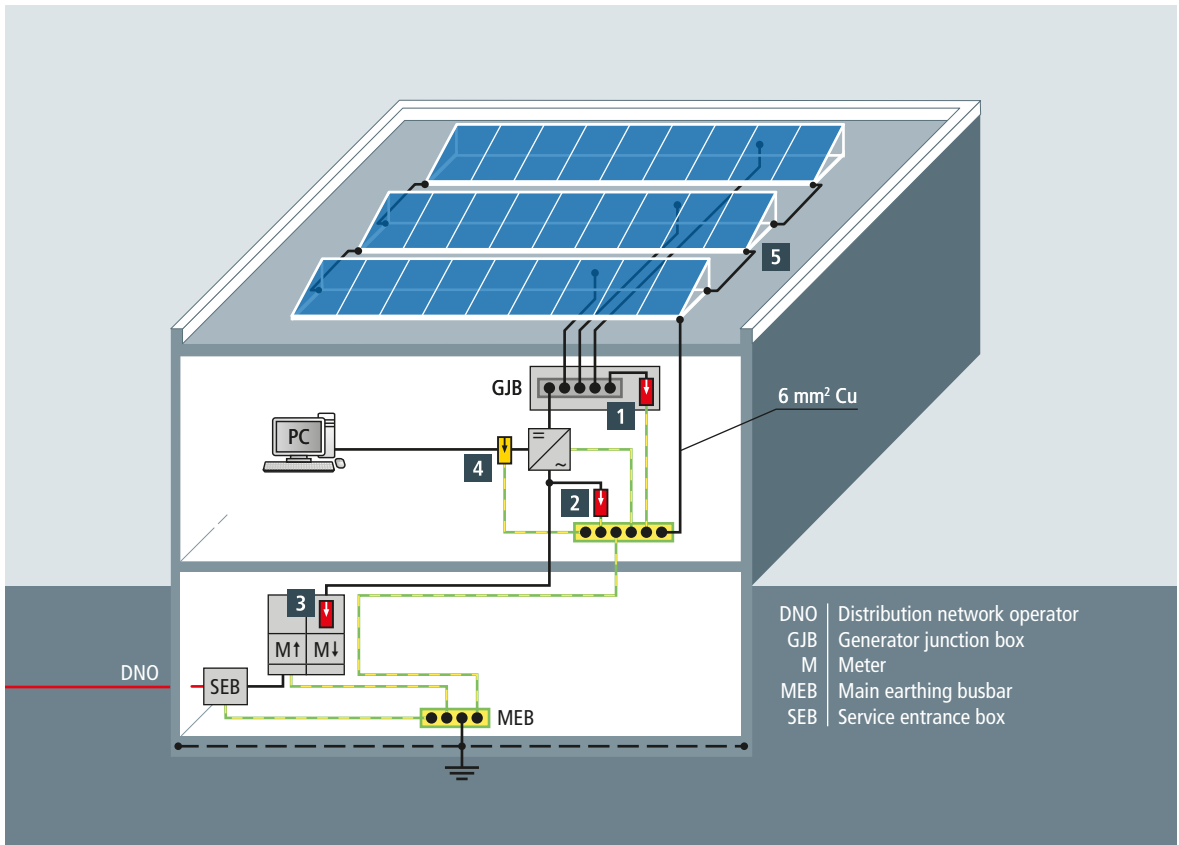 5
GJB
1
6 mm² Cu
PC
4
2
3
M↑ M↓
DNO
SEB
MEB
DNO Distribution network operator
GJB Generator junction box
M Meter
MEB Main earthing busbar
SEB Service entrance box